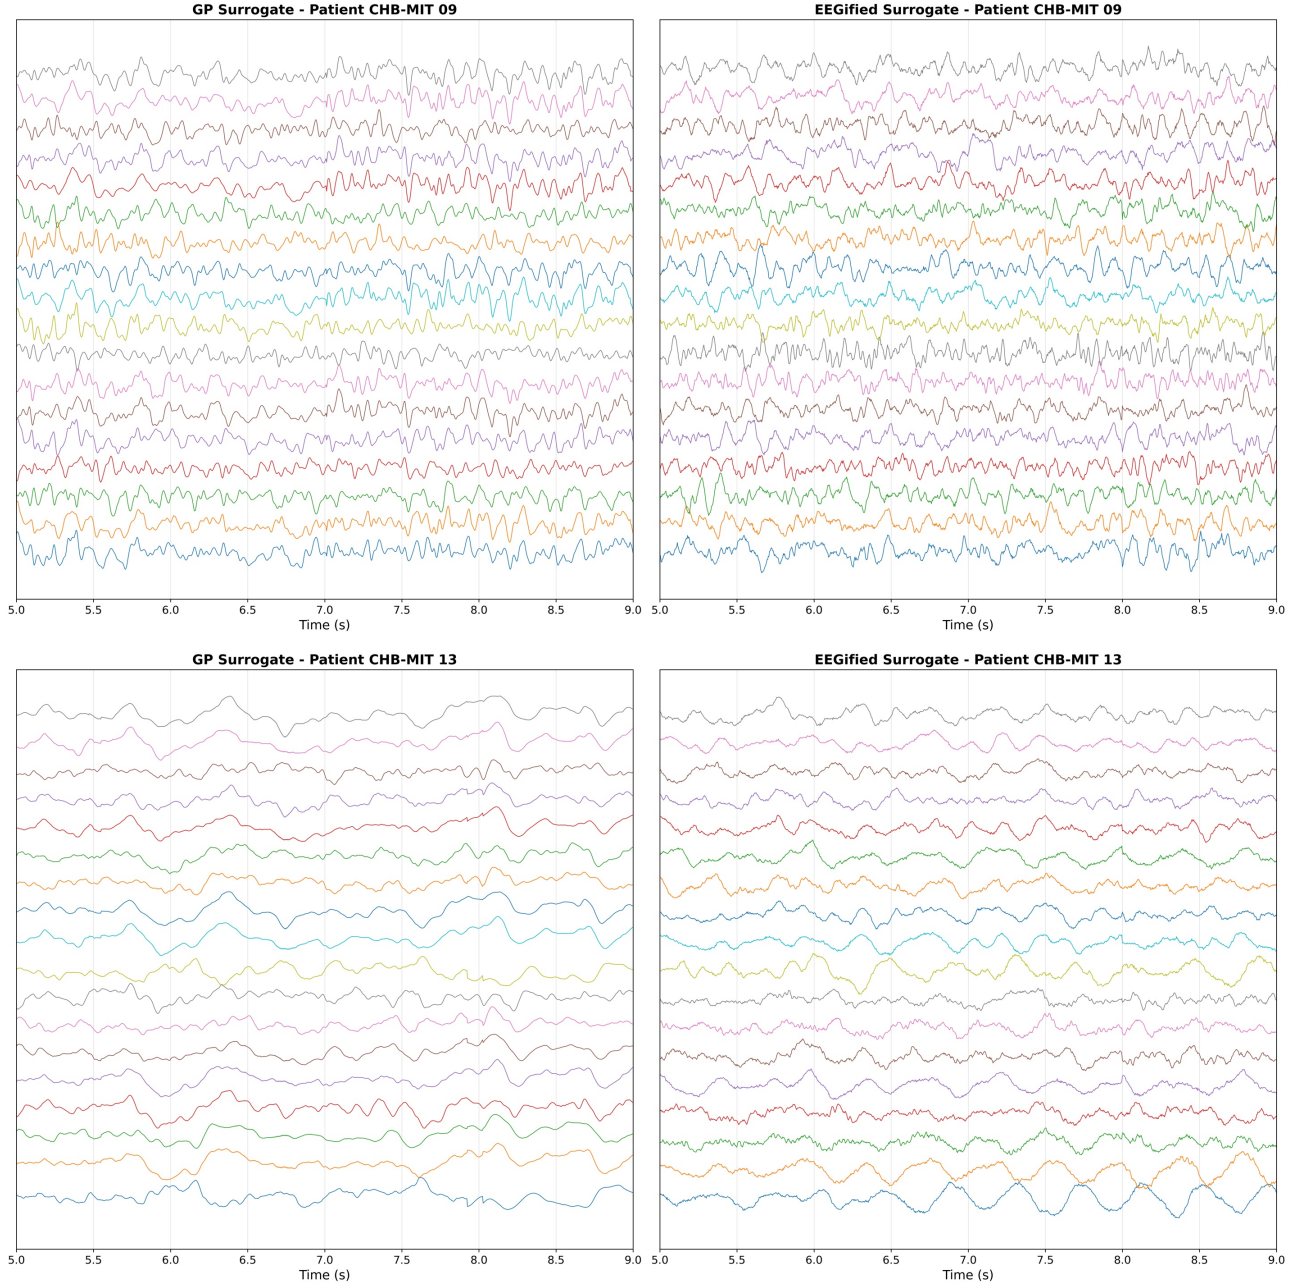 GP Surrogate - Patient CHB-MIT 09
EEGified Surrogate - Patient CHB-MIT 09
5.0 5.5 6.0 6.5 7.0 7.5 8.0 8.5 9.0
Time (s)
5.0 5.5 6.0 6.5 7.0 7.5 8.0 8.5 9.0
Time (s)
GP Surrogate - Patient CHB-MIT 13
EEGified Surrogate - Patient CHB-MIT 13
5.0 5.5 6.0 6.5 7.0 7.5 8.0 8.5 9.0
Time (s)
5.0 5.5 6.0 6.5 7.0 7.5 8.0 8.5 9.0
Time (s)